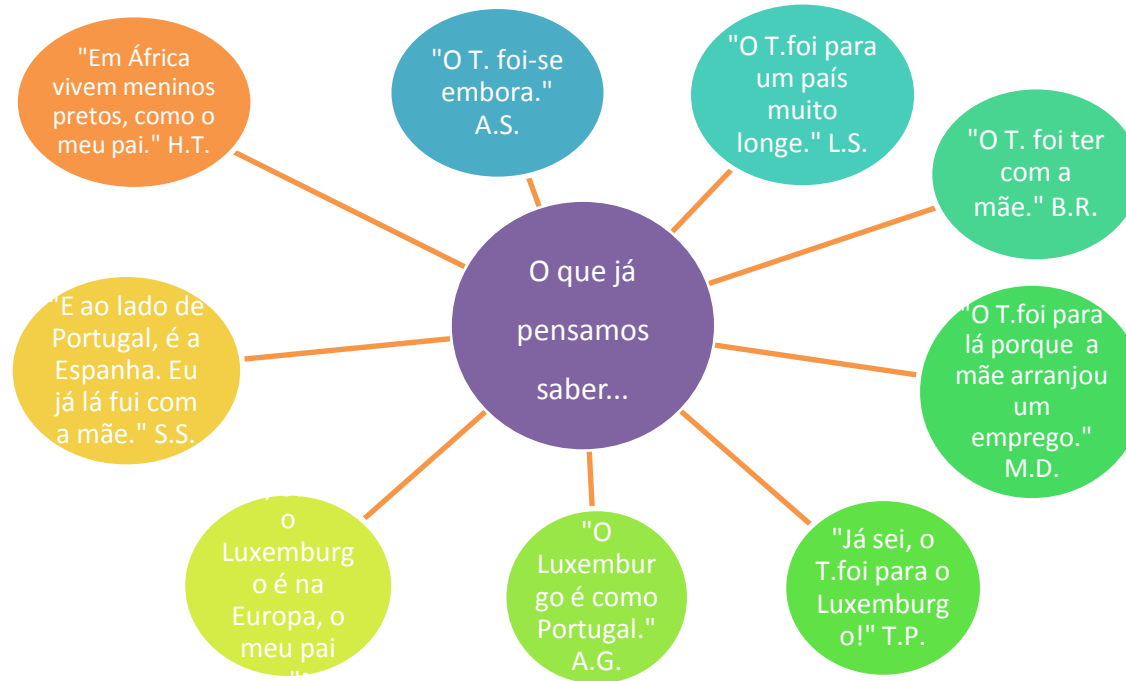 O que já
pensamos
saber...
"O T. foi-se
embora."
A.S.
"O T.foi para
um país
muito
longe." L.S.
"O T. foi ter
com a
mãe." B.R.
"O T.foi para
lá porque a
mãe arranjou
um
emprego."
M.D.
"Já sei, o
T.foi para o
Luxemburg
o!" T.P.
"O
Luxembur
go é como
Portugal."
A.G.
o
Luxemburg
o é na
Europa, o
meu pai
"E ao lado de
Portugal, é a
Espanha. Eu
já lá fui com
a mãe." S.S.
"Em África
vivem meninos
pretos, como o
meu pai." H.T.